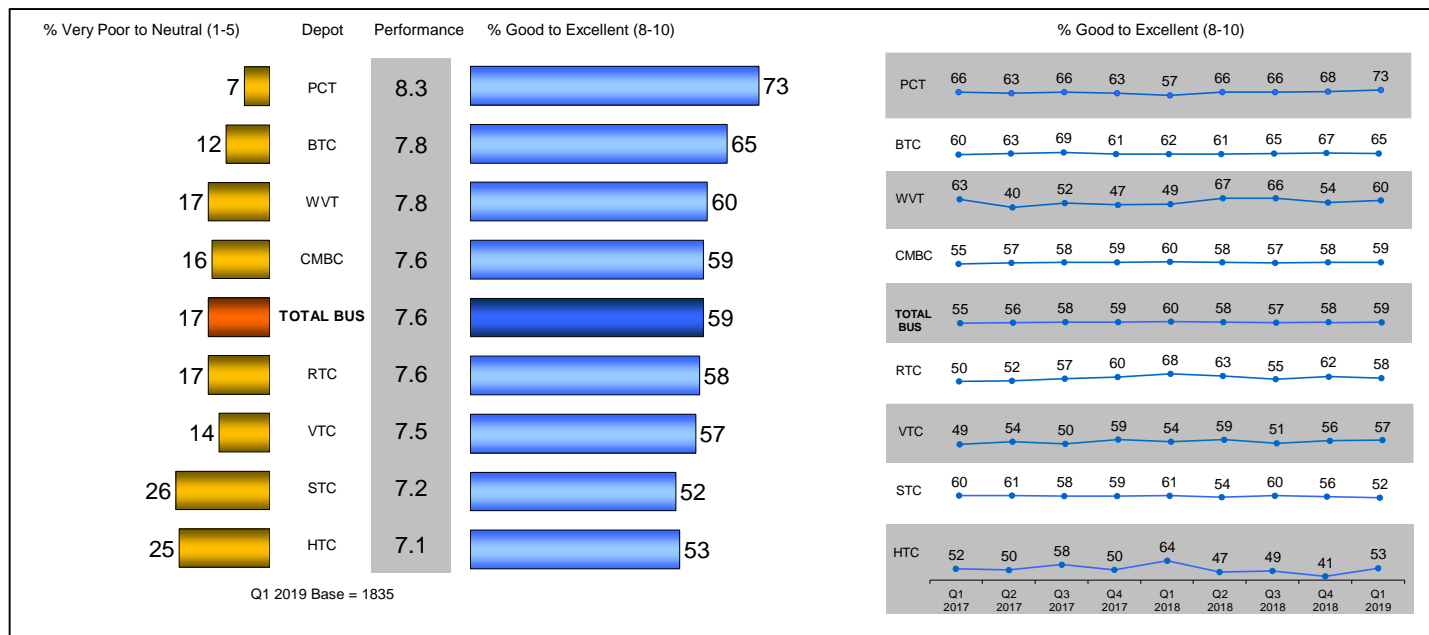 % Very Poor to Neutral (1-5) Depot Performance % Good to Excellent (8-10)
7 PCT 8.3 73
12 BTC 7.8 65
17 WVT 7.8 60
16 CMBC 7.6 59
17 TOTAL BUS 7.6 59
17 RTC 7.6 58
14 VTC 7.5 57
26 STC 7.2 52
25 HTC 7.1 53
Q1 2019 Base = 1835
% Good to Excellent (8-10)
PCT 66 63 66 63 57 66 66 68 73
BTC 60 63 69 61 62 61 65 67 65
WVT 63 40 52 47 49 67 66 54 60
CMBC 55 57 58 59 60 58 57 58 59
TOTAL BUS 55 56 58 59 60 58 57 58 59
RTC 50 52 57 60 68 63 55 62 58
VTC 49 54 50 59 54 59 51 56 57
STC 60 61 58 59 61 54 60 56 52
HTC 52 50 58 50 64 47 49 41 53
Q1 Q2 Q3 Q4 Q1 Q2 Q3 Q4 Q1
2017 2017 2017 2017 2018 2018 2018 2018 2019